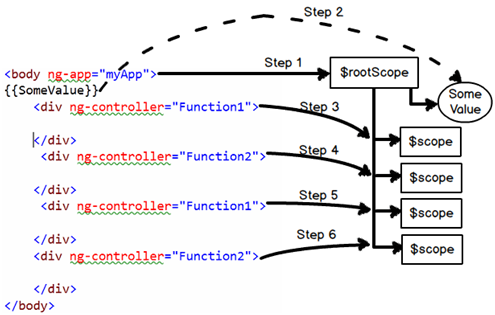 Step 2
Step 1
<body ng-app="myApp">
$rootScope
{{SomeValue}}
Some
Value
<div ng-controller="Function1">
Step 3
</div>
$scope
<div ng-controller="Function2">
Step 4
$scope
</div>
<div ng-controller="Function1">
Step 5
$scope
</div>
Step 6
<div ng-controller="Function2">
$scope
</div>
</body>